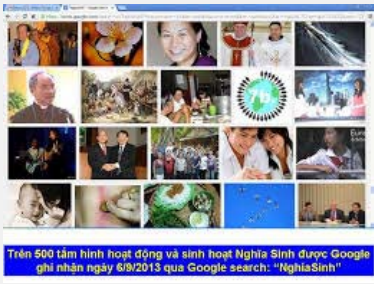 7b
Trên 500 tấm hình hoạt động và sinh hoạt Nghĩa Sinh được Google
ghi nhận ngày 6/9/2013 qua Google search: “NghiaSinh”